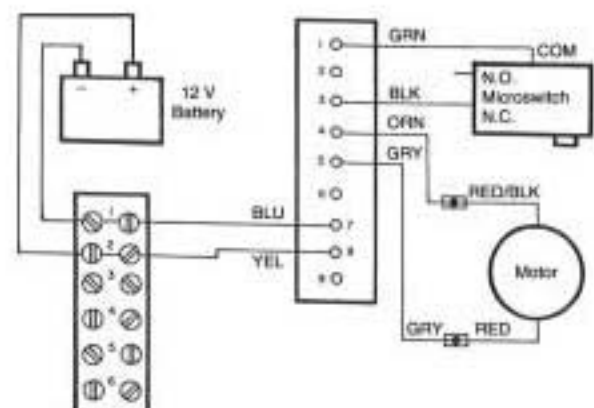 - +
12 V
Battery
1
2
3
4
5
6
7
8
9
GRN
BLK
ORN
GRY
COM
N.O.
Microswitch
N.C.
BLU
YEL
RED/BLK
Motor
GRY
RED
1
2
3
4
5
6